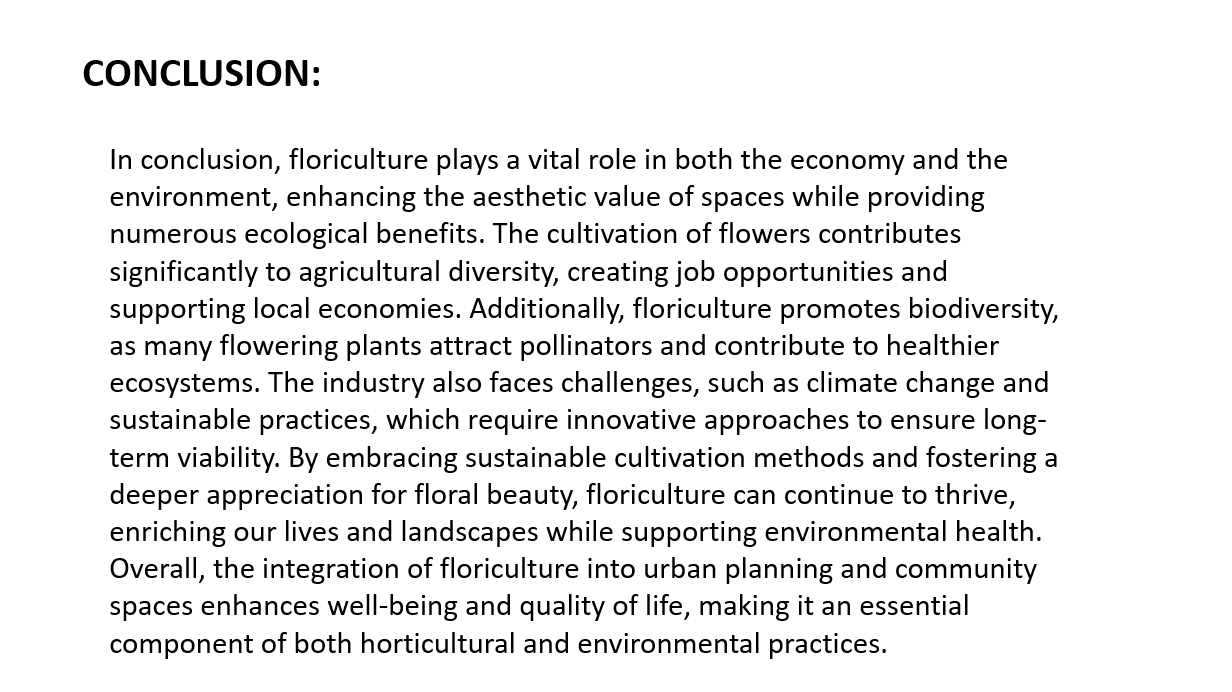 CONCLUSION:
In conclusion, floriculture plays a vital role in both the economy and the
environment, enhancing the aesthetic value of spaces while providing
numerous ecological benefits. The cultivation of flowers contributes
significantly to agricultural diversity, creating job opportunities and
supporting local economies. Additionally, floriculture promotes biodiversity,
as many flowering plants attract pollinators and contribute to healthier
ecosystems. The industry also faces challenges, such as climate change and
sustainable practices, which require innovative approaches to ensure long-
term viability. By embracing sustainable cultivation methods and fostering a
deeper appreciation for floral beauty, floriculture can continue to thrive,
enriching our lives and landscapes while supporting environmental health.
Overall, the integration of floriculture into urban planning and community
spaces enhances well-being and quality of life, making it an essential
component of both horticultural and environmental practices.